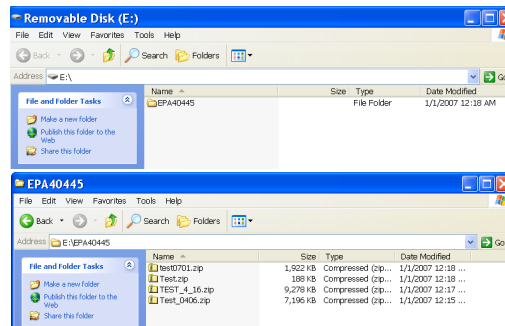 Removable Disk (E:)
File Edit View Favorites Tools Help
Back Search Folders
Address E:\ Go
Name Size Type Date Modified
File and Folder Tasks
EPA40445 File Folder 1/1/2007 12:18 AM
Make a new folder
Publish this folder to the
Web
Share this folder
EPA40445
File Edit View Favorites Tools Help
Back Search Folders
Address E:\EPA40445 Go
Name Size Type Date Modified
File and Folder Tasks
test0701.zip 1,922 KB Compressed (zip... 1/1/2007 12:18 ...
Test.zip 188 KB Compressed (zip... 1/1/2007 12:18 ...
TEST_4_16.zip 9,278 KB Compressed (zip... 1/1/2007 12:17 ...
Test_0406.zip 7,196 KB Compressed (zip... 1/1/2007 12:15 ...
Make a new folder
Publish this folder to the
Web
Share this folder